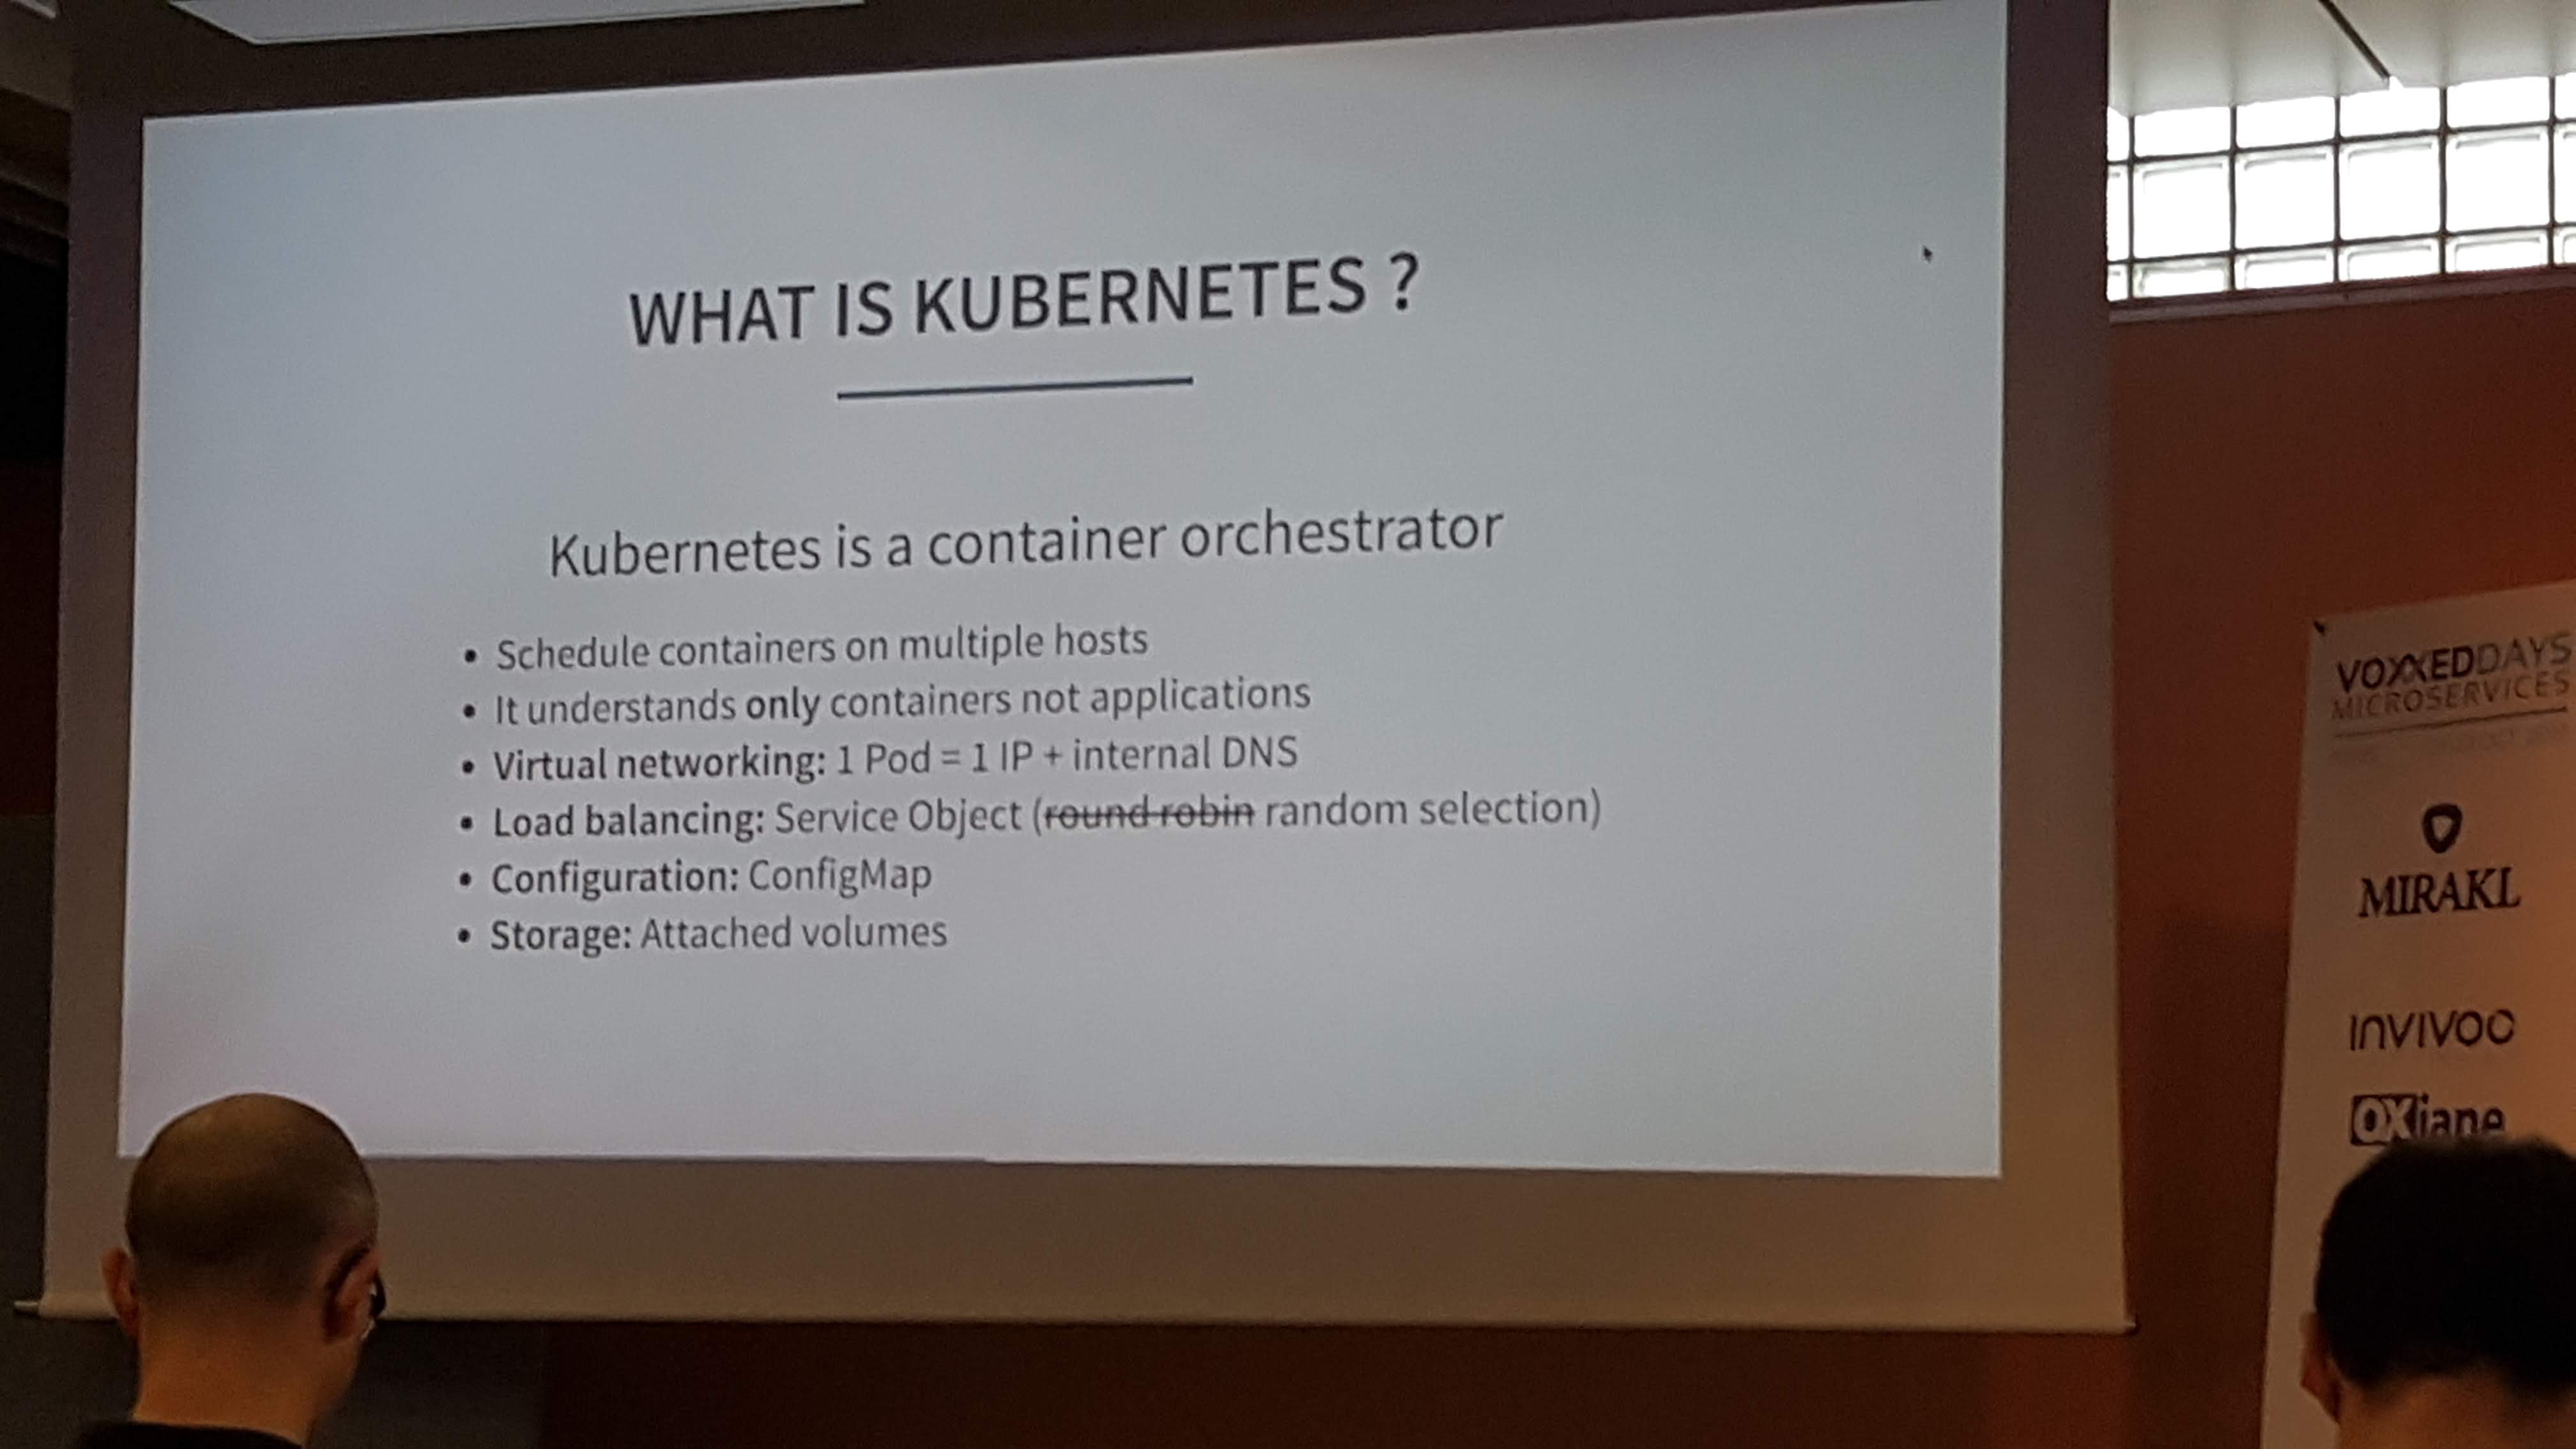 WHAT IS KUBERNETES ?
Kubernetes is a container orchestrator
• Schedule containers on multiple hosts
• It understands only containers not applications
• Virtual networking: 1 Pod = 1 IP + internal DNS
• Load balancing: Service Object (round robin random selection)
• Configuration: ConfigMap
• Storage: Attached volumes
VOXXEDDAYS
MICROSERVICES
MIRAKL
INVIVOO
OXiane